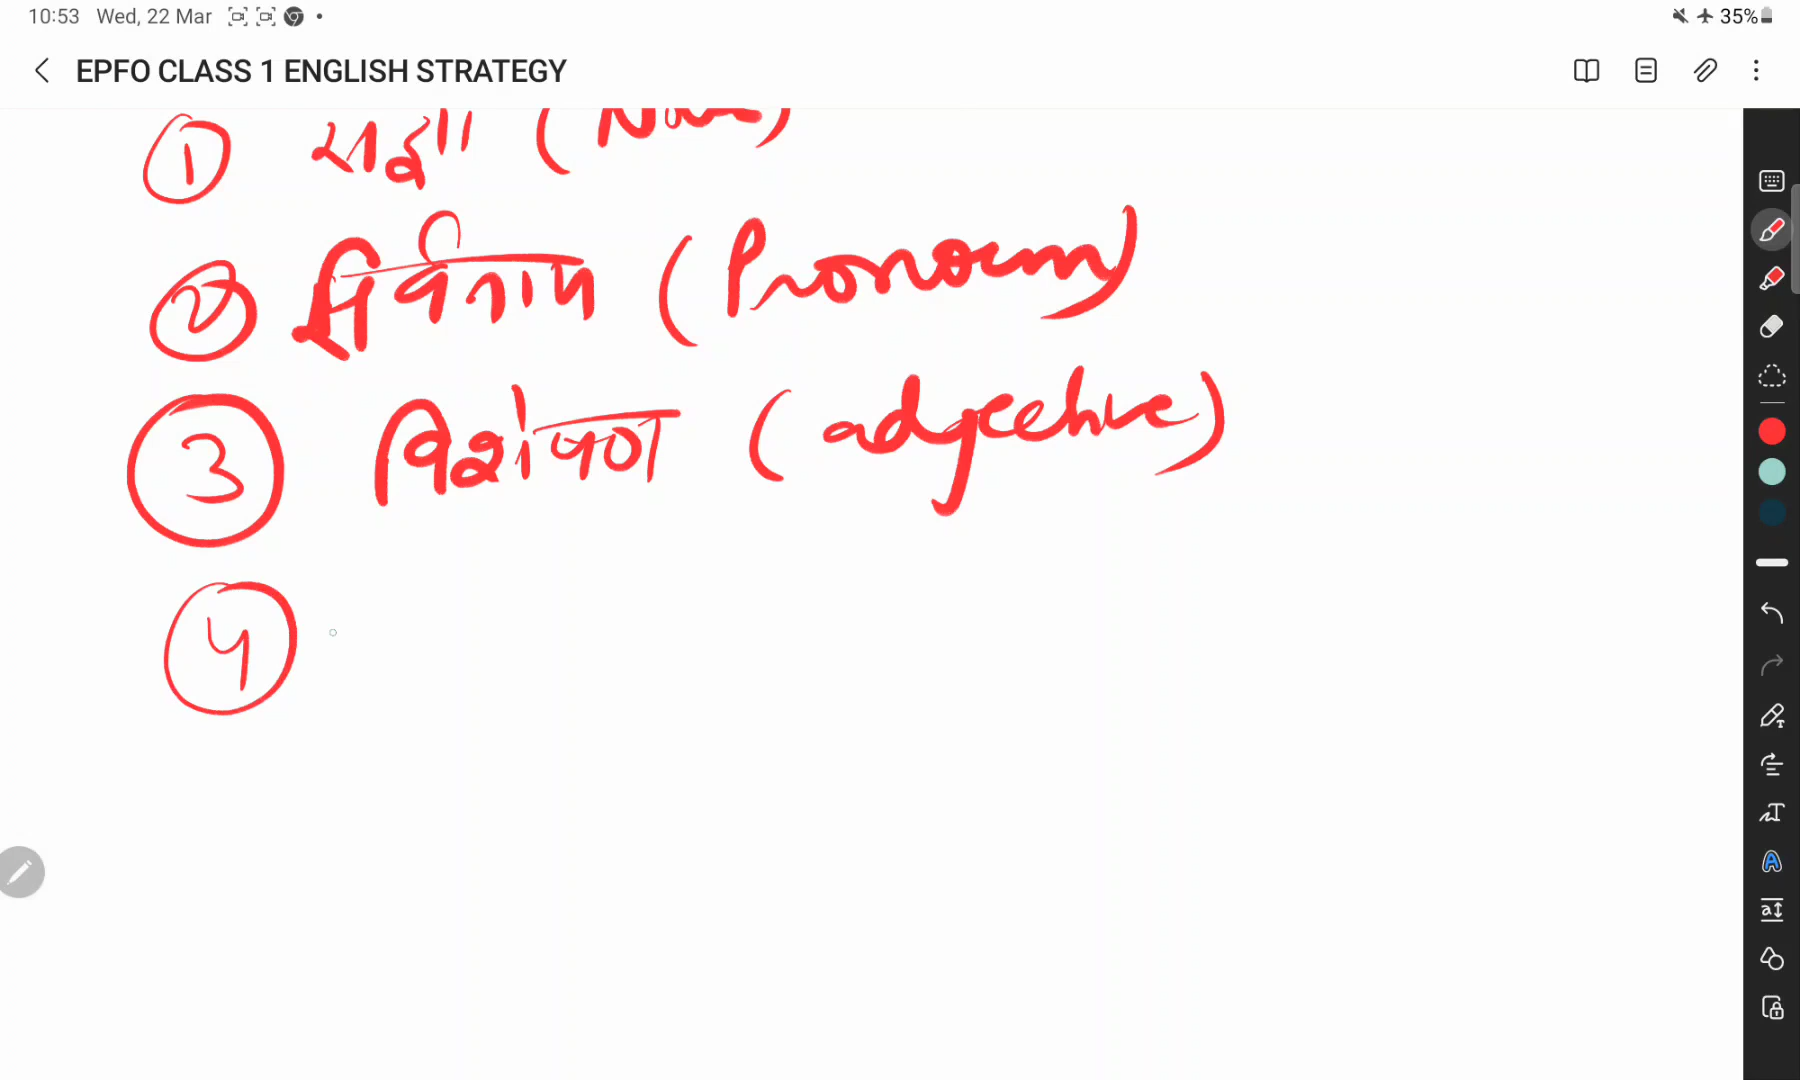 10:53 Wed, 22 Mar 35%
EPFO CLASS 1 ENGLISH STRATEGY
1 संज्ञा (Noun)
2 सर्वनाम (Pronoun)
3 विशेषण (adjective)
4